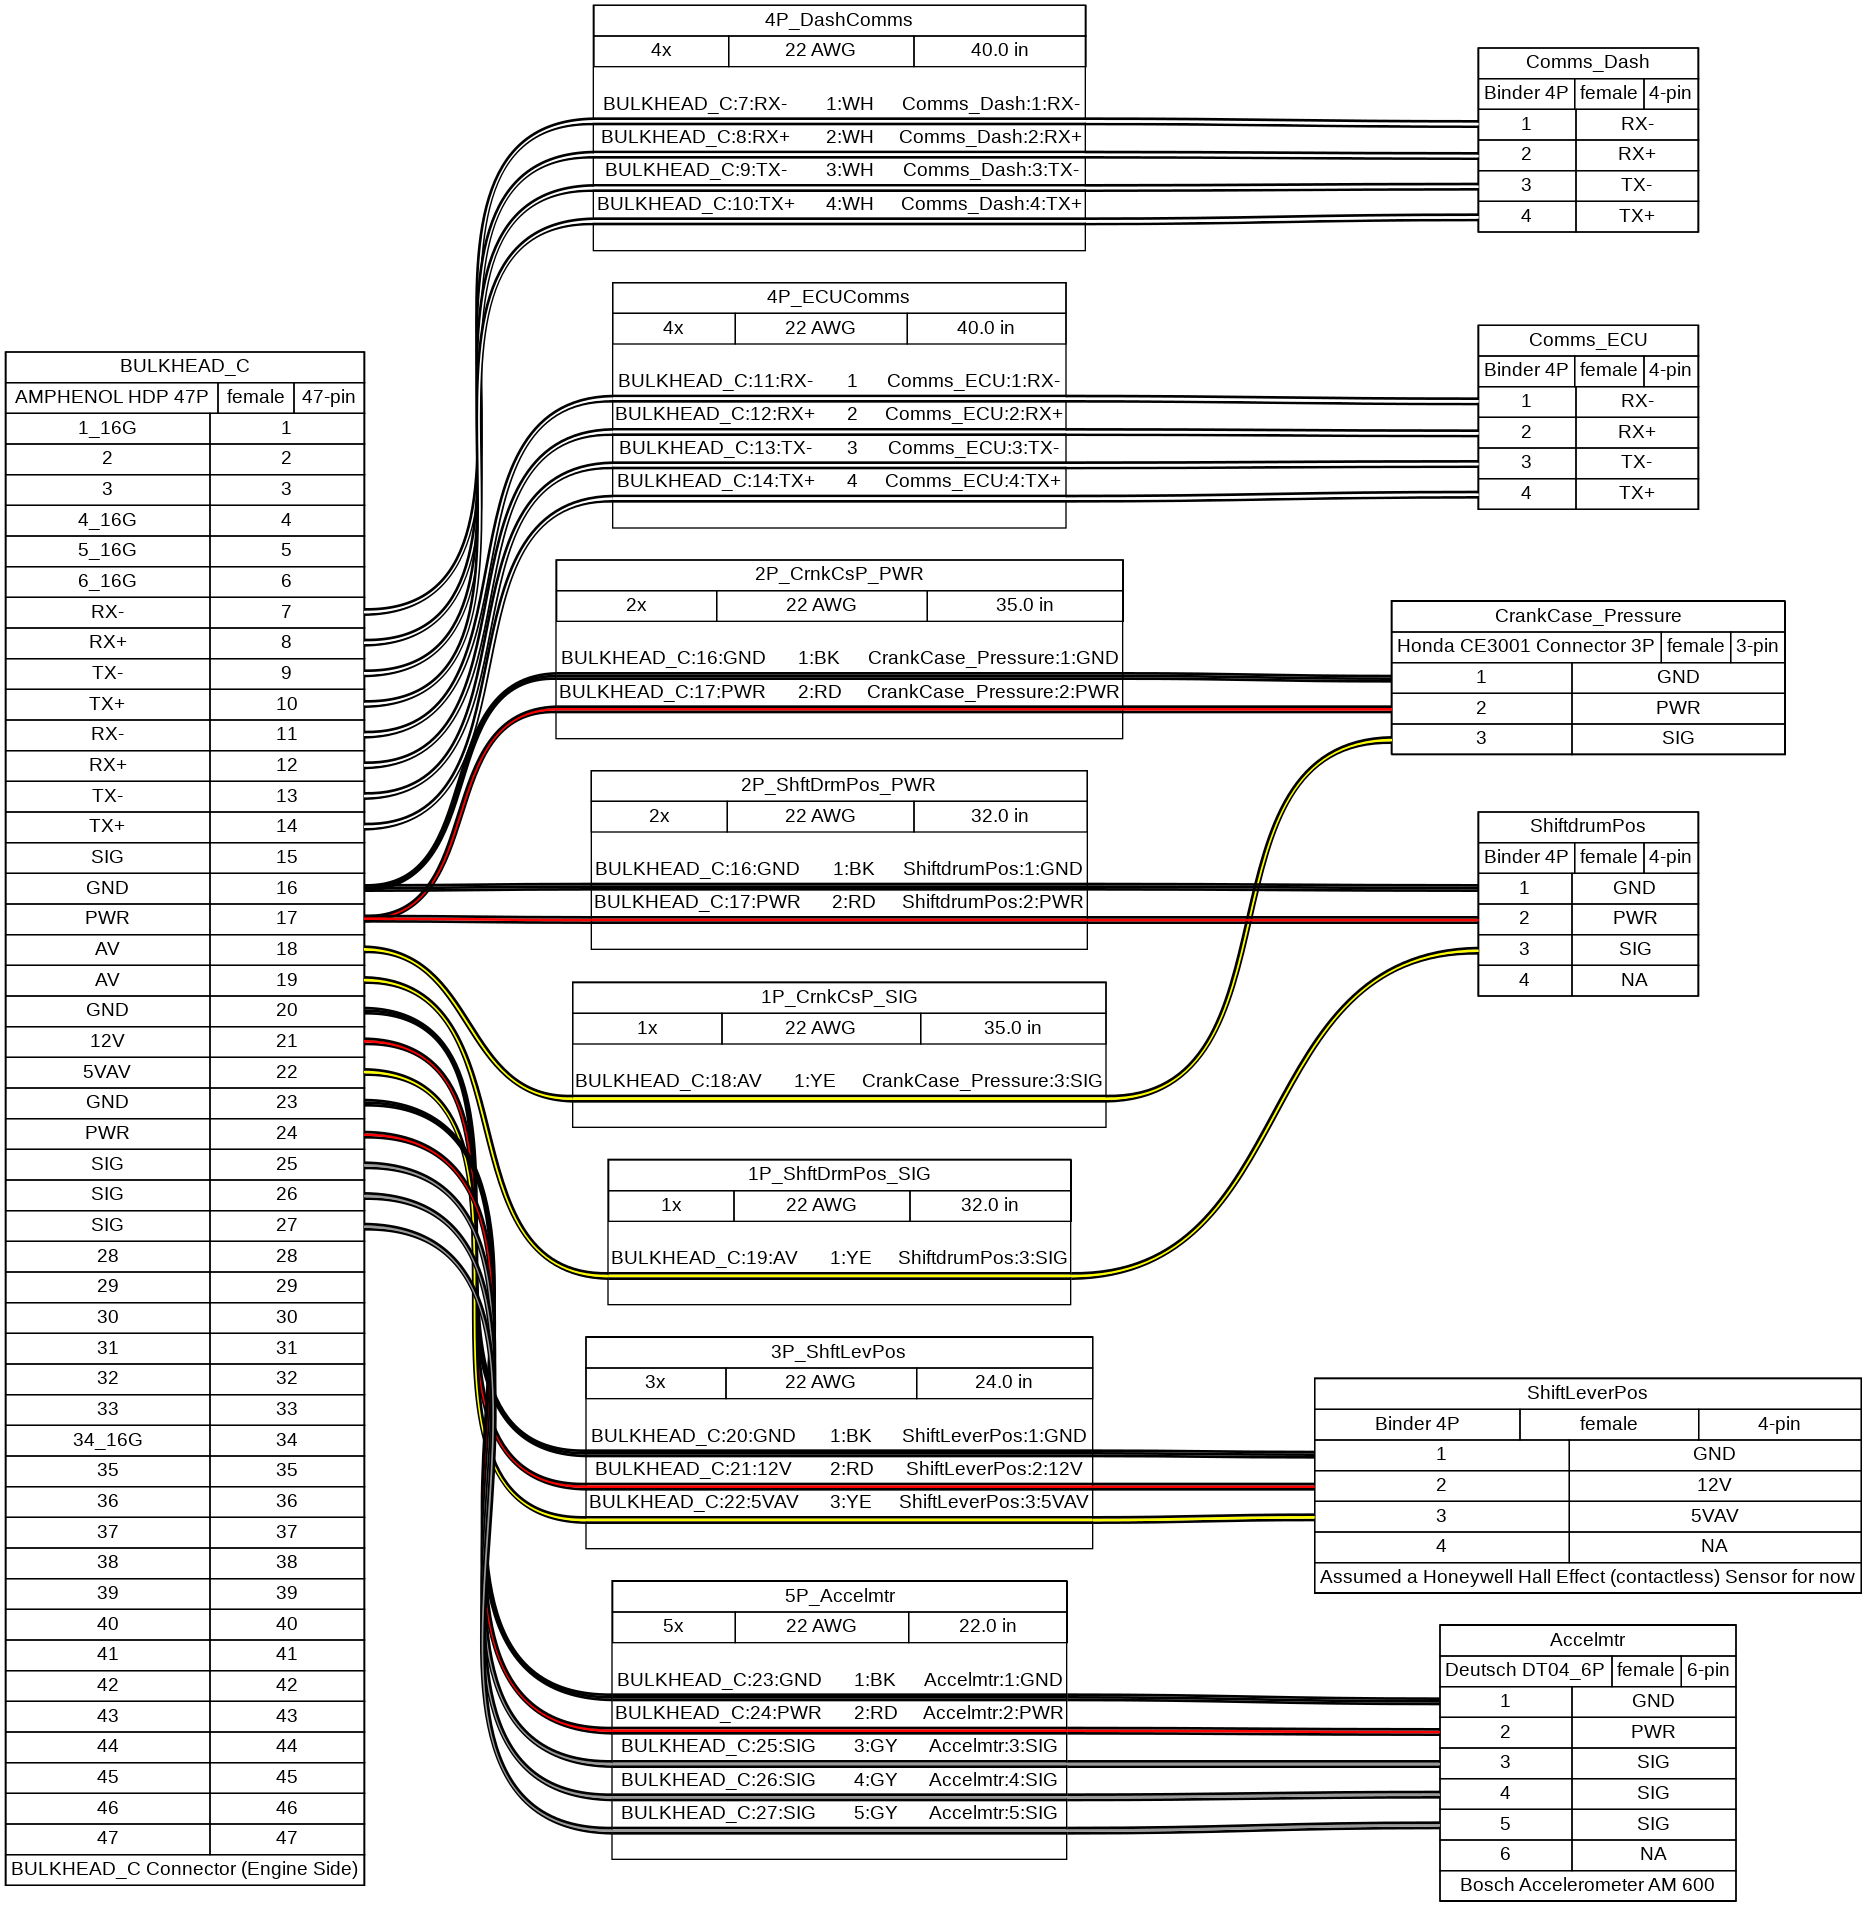 BULKHEAD_C
AMPHENOL HDP 47P female 47-pin
1_16G 1
2 2
3 3
4_16G 4
5_16G 5
6_16G 6
RX- 7
RX+ 8
TX- 9
TX+ 10
RX- 11
RX+ 12
TX- 13
TX+ 14
SIG 15
GND 16
PWR 17
AV 18
AV 19
GND 20
12V 21
5VAV 22
GND 23
PWR 24
SIG 25
SIG 26
SIG 27
28 28
29 29
30 30
31 31
32 32
33 33
34_16G 34
35 35
36 36
37 37
38 38
39 39
40 40
41 41
42 42
43 43
44 44
45 45
46 46
47 47
BULKHEAD_C Connector (Engine Side)
4P_DashComms
4x 22 AWG 40.0 in
BULKHEAD_C:7:RX- 1:WH Comms_Dash:1:RX-
BULKHEAD_C:8:RX+ 2:WH Comms_Dash:2:RX+
BULKHEAD_C:9:TX- 3:WH Comms_Dash:3:TX-
BULKHEAD_C:10:TX+ 4:WH Comms_Dash:4:TX+
4P_ECUComms
4x 22 AWG 40.0 in
BULKHEAD_C:11:RX- 1 Comms_ECU:1:RX-
BULKHEAD_C:12:RX+ 2 Comms_ECU:2:RX+
BULKHEAD_C:13:TX- 3 Comms_ECU:3:TX-
BULKHEAD_C:14:TX+ 4 Comms_ECU:4:TX+
2P_CrnkCsP_PWR
2x 22 AWG 35.0 in
BULKHEAD_C:16:GND 1:BK CrankCase_Pressure:1:GND
BULKHEAD_C:17:PWR 2:RD CrankCase_Pressure:2:PWR
2P_ShftDrmPos_PWR
2x 22 AWG 32.0 in
BULKHEAD_C:16:GND 1:BK ShiftdrumPos:1:GND
BULKHEAD_C:17:PWR 2:RD ShiftdrumPos:2:PWR
1P_CrnkCsP_SIG
1x 22 AWG 35.0 in
BULKHEAD_C:18:AV 1:YE CrankCase_Pressure:3:SIG
1P_ShftDrmPos_SIG
1x 22 AWG 32.0 in
BULKHEAD_C:19:AV 1:YE ShiftdrumPos:3:SIG
3P_ShftLevPos
3x 22 AWG 24.0 in
BULKHEAD_C:20:GND 1:BK ShiftLeverPos:1:GND
BULKHEAD_C:21:12V 2:RD ShiftLeverPos:2:12V
BULKHEAD_C:22:5VAV 3:YE ShiftLeverPos:3:5VAV
5P_Accelmtr
5x 22 AWG 22.0 in
BULKHEAD_C:23:GND 1:BK Accelmtr:1:GND
BULKHEAD_C:24:PWR 2:RD Accelmtr:2:PWR
BULKHEAD_C:25:SIG 3:GY Accelmtr:3:SIG
BULKHEAD_C:26:SIG 4:GY Accelmtr:4:SIG
BULKHEAD_C:27:SIG 5:GY Accelmtr:5:SIG
Comms_Dash
Binder 4P female 4-pin
1 RX-
2 RX+
3 TX-
4 TX+
Comms_ECU
Binder 4P female 4-pin
1 RX-
2 RX+
3 TX-
4 TX+
CrankCase_Pressure
Honda CE3001 Connector 3P female 3-pin
1 GND
2 PWR
3 SIG
ShiftdrumPos
Binder 4P female 4-pin
1 GND
2 PWR
3 SIG
4 NA
ShiftLeverPos
Binder 4P female 4-pin
1 GND
2 12V
3 5VAV
4 NA
Assumed a Honeywell Hall Effect (contactless) Sensor for now
Accelmtr
Deutsch DT04_6P female 6-pin
1 GND
2 PWR
3 SIG
4 SIG
5 SIG
6 NA
Bosch Accelerometer AM 600